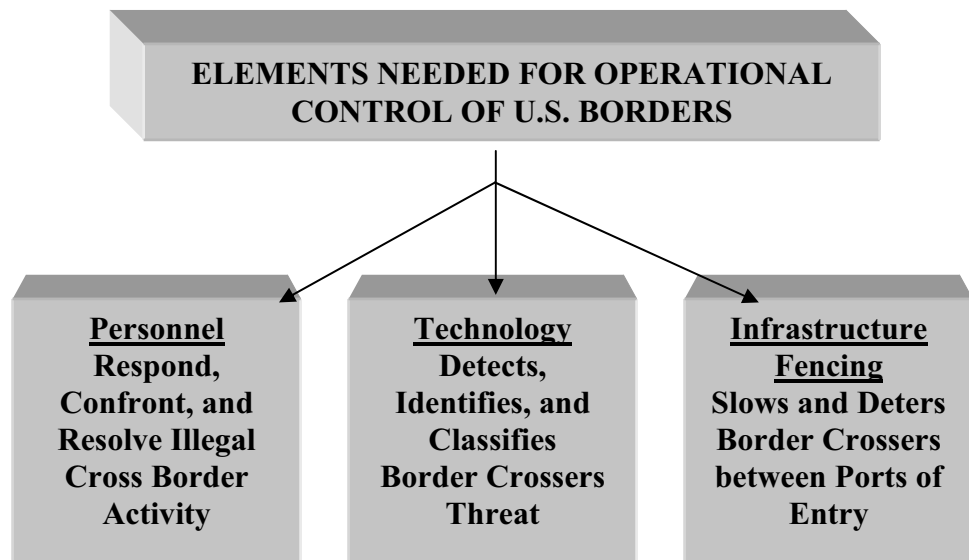 ELEMENTS NEEDED FOR OPERATIONAL
CONTROL OF U.S. BORDERS
Personnel
Respond,
Confront, and
Resolve Illegal
Cross Border
Activity
Technology
Detects,
Identifies, and
Classifies
Border Crossers
Threat
Infrastructure
Fencing
Slows and Deters
Border Crossers
between Ports of
Entry